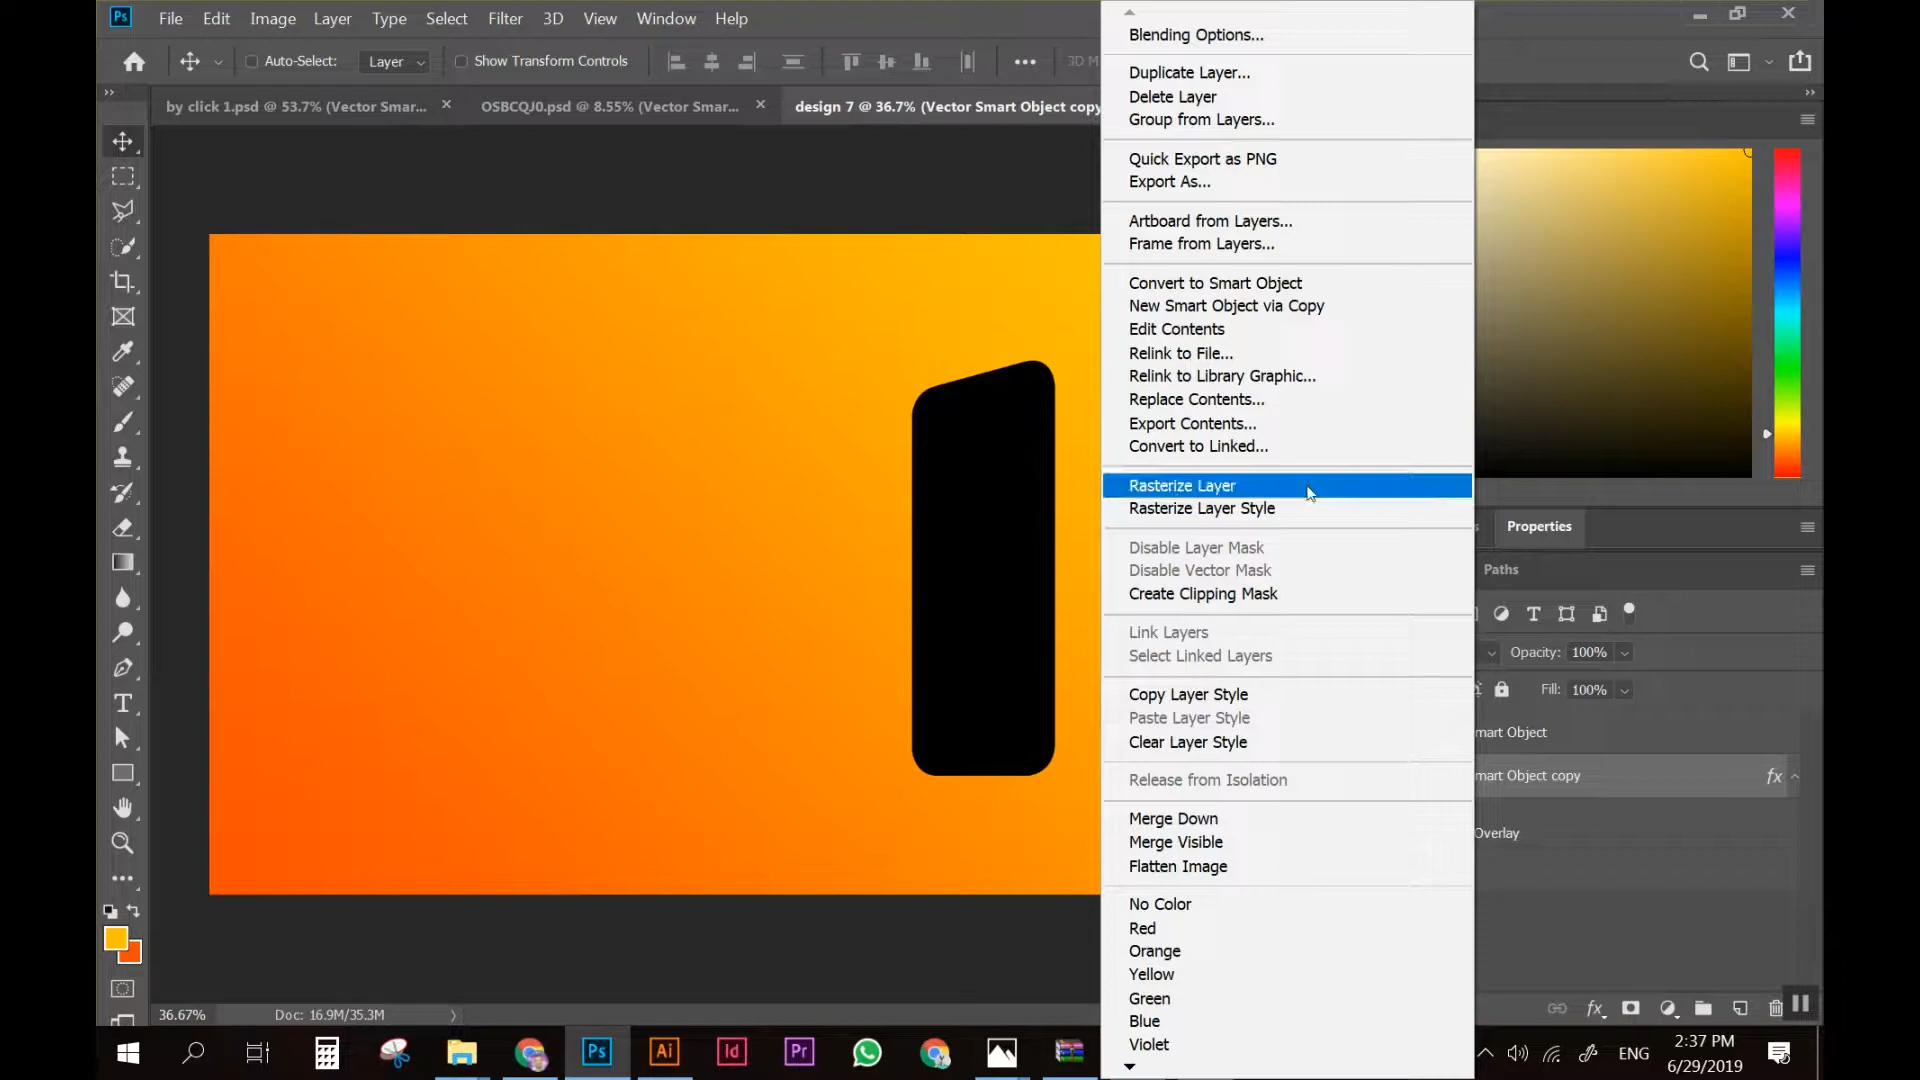 Ps File Edit Image Layer Type Select Filter 3D View Window Help
Auto-Select: Layer Show Transform Controls 3D M
by click 1.psd @ 53.7% (Vector Smar... OSBCQJ0.psd @ 8.55% (Vector Smar... design 7 @ 36.7% (Vector Smart Object copy
Blending Options...
Duplicate Layer...
Delete Layer
Group from Layers...
Quick Export as PNG
Export As...
Artboard from Layers...
Frame from Layers...
Convert to Smart Object
New Smart Object via Copy
Edit Contents
Relink to File...
Relink to Library Graphic...
Replace Contents...
Export Contents...
Convert to Linked...
Rasterize Layer
Rasterize Layer Style
Disable Layer Mask
Disable Vector Mask
Create Clipping Mask
Link Layers
Select Linked Layers
Copy Layer Style
Paste Layer Style
Clear Layer Style
Release from Isolation
Merge Down
Merge Visible
Flatten Image
No Color
Red
Orange
Yellow
Green
Blue
Violet
Properties
Paths
Opacity: 100%
Fill: 100%
mart Object
mart Object copy fx
Overlay
fx
36.67% Doc: 16.9M/35.3M
Ps Ai Id Pr
ENG
2:37 PM
6/29/2019